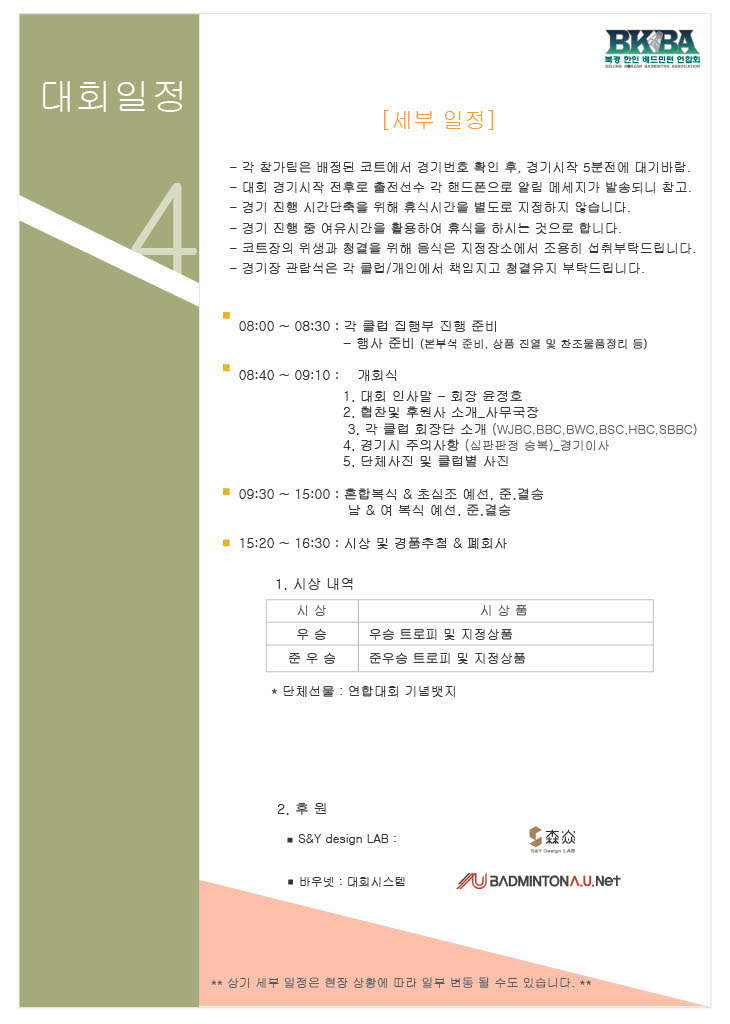 BKBA
북경 한인 배드민턴 연합회
BEIJING KOREAN BADMINTON ASSOCIATION
대회일정
4
[세부 일정]
- 각 참가팀은 배정된 코트에서 경기번호 확인 후, 경기시작 5분전에 대기바람.
- 대회 경기시작 전후로 출전선수 각 핸드폰으로 알림 메세지가 발송되니 참고.
- 경기 진행 시간단축을 위해 휴식시간을 별도로 지정하지 않습니다.
- 경기 진행 중 여유시간을 활용하여 휴식을 하시는 것으로 합니다.
- 코트장의 위생과 청결을 위해 음식은 지정장소에서 조용히 섭취부탁드립니다.
- 경기장 관람석은 각 클럽/개인에서 책임지고 청결유지 부탁드립니다.
■ 08:00 ~ 08:30 : 각 클럽 집행부 진행 준비
- 행사 준비 (본부석 준비, 상품 진열 및 찬조물품정리 등)
■ 08:40 ~ 09:10 : 개회식
1. 대회 인사말 - 회장 윤정호
2. 협찬및 후원사 소개_사무국장
3. 각 클럽 회장단 소개 (WJBC,BBC,BWC,BSC,HBC,SBBC)
4. 경기시 주의사항 (심판판정 승복)_경기이사
5. 단체사진 및 클럽별 사진
■ 09:30 ~ 15:00 : 혼합복식 & 초심조 예선, 준,결승
남 & 여 복식 예선, 준,결승
■ 15:20 ~ 16:30 : 시상 및 경품추첨 & 폐회사
1. 시상 내역
시 상 시 상 품
우 승 우승 트로피 및 지정상품
준 우 승 준우승 트로피 및 지정상품
* 단체선물 : 연합대회 기념뱃지
2. 후 원
■ S&Y design LAB : 森焱
S&Y Design LAB
■ 바우넷 : 대회시스템 BADMINTONA.U.Net
** 상기 세부 일정은 현장 상황에 따라 일부 변동 될 수도 있습니다. **